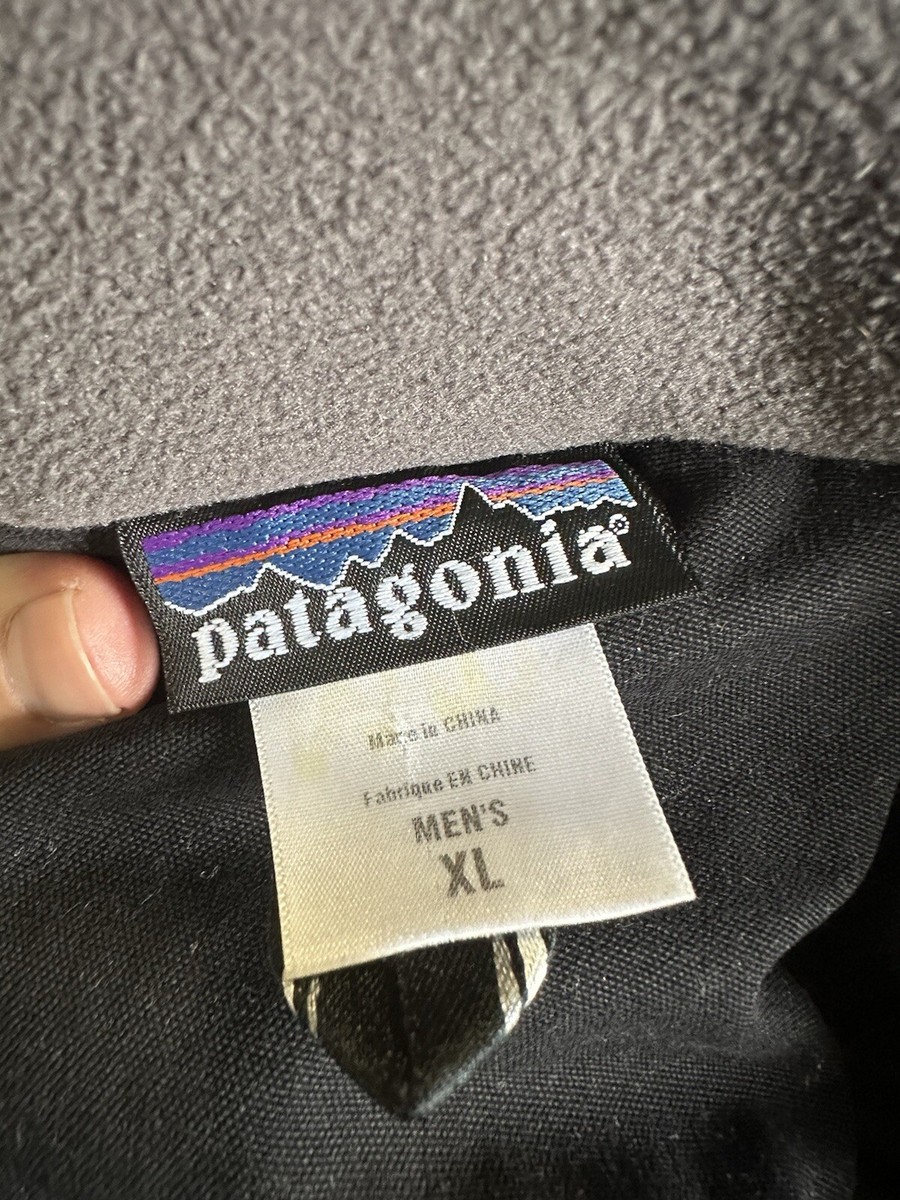 patagonia®
Made in CHINA
Fabrique EN CHINE
MEN'S
XL